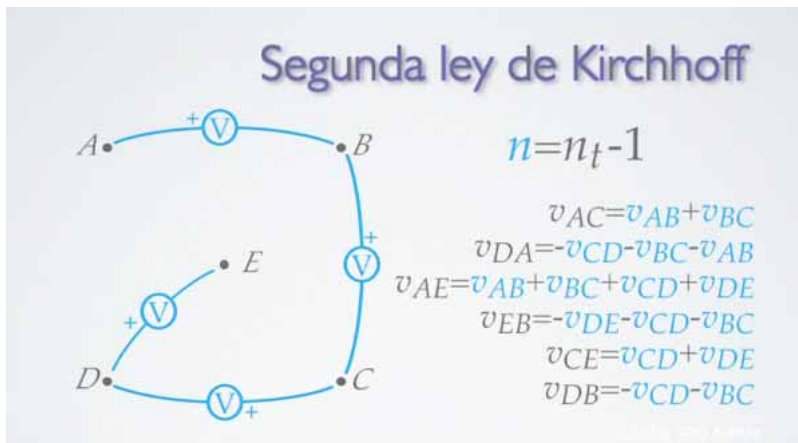 Segunda ley de Kirchhoff
+ V
A B
n=nt-1
+
V
E
V
+
D C
V +
vAC=vAB+vBC
vDA=-vCD-vBC-vAB
vAE=vAB+vBC+vCD+vDE
vEB=-vDE-vCD-vBC
vCE=vCD+vDE
vDB=-vCD-vBC